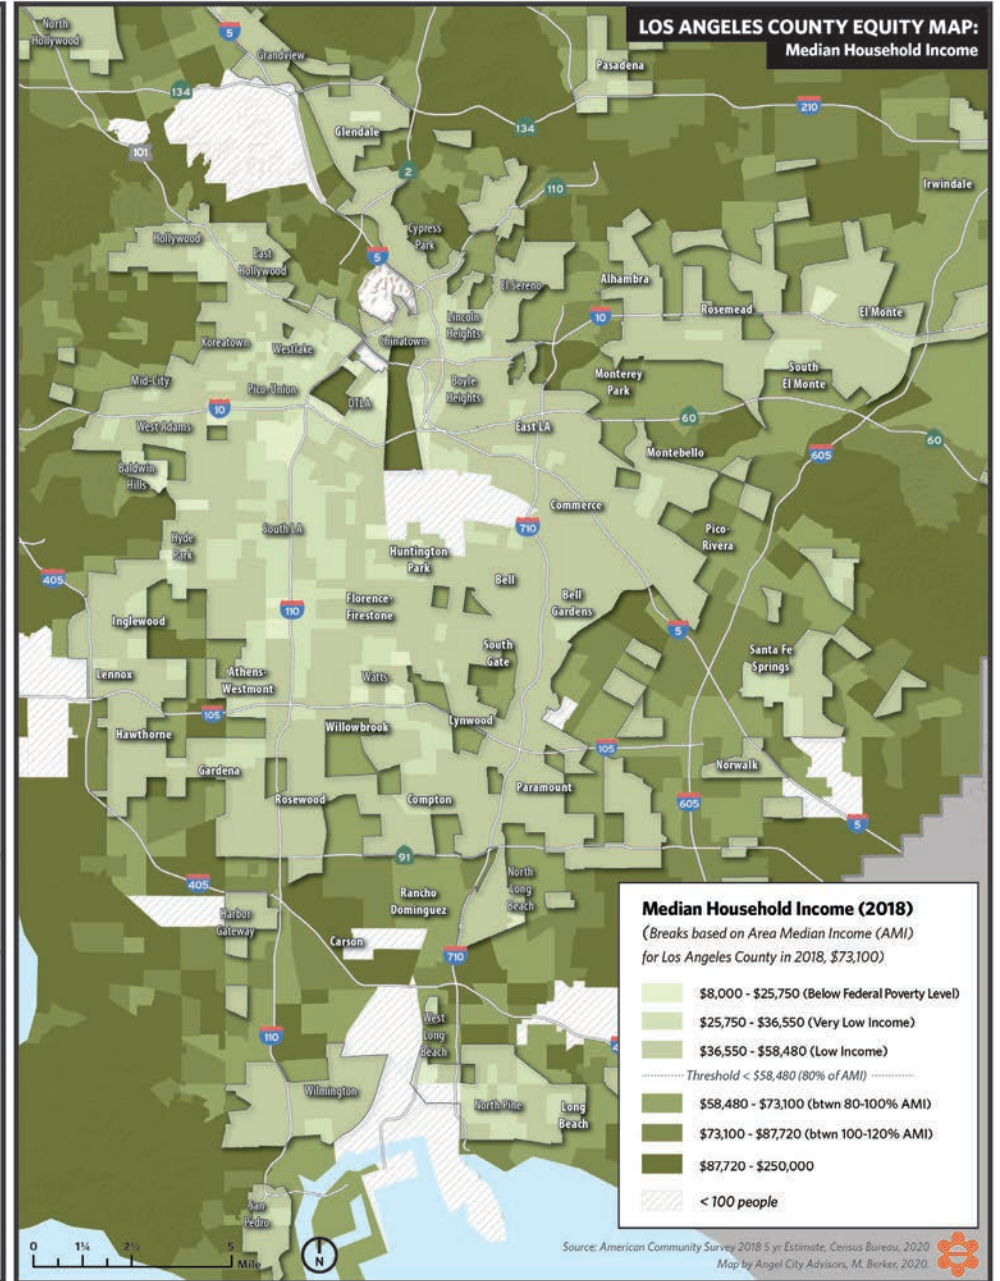 LOS ANGELES COUNTY EQUITY MAP:
Median Household Income
North
Hollywood
5
Grandview
Pasadena
134
210
101
Glendale
134
2
110
Irwindale
Cypress
Park
Hollywood
East
Hollywood
5
El Sereno
Alhambra
Lincoln
Heights
10
Rosemead
El Monte
Koreatown
Westlake
Chinatown
Mid-City
Pico-Union
Boyle
Heights
Monterey
Park
South
El Monte
DTLA
10
West Adams
East LA
60
60
Montebello
605
Baldwin
Hills
Commerce
South LA
710
Pico-
Rivera
Hyde
Park
Huntington
Park
405
Bell
110
Florence-
Firestone
Bell
Gardens
Inglewood
5
South
Gate
Santa Fe
Springs
Lennox
Athens-
Westmont
Watts
105
Willowbrook
Lynwood
Hawthorne
105
Gardena
Norwalk
Rosewood
Compton
Paramount
605
5
91
405
Rancho
Dominguez
North
Long
Beach
Harbor
Gateway
Carson
710
West
Long
Beach
110
Wilmington
North Pine
Long
Beach
San
Pedro
Median Household Income (2018)
(Breaks based on Area Median Income (AMI)
for Los Angeles County in 2018, $73,100)
$8,000 - $25,750 (Below Federal Poverty Level)
$25,750 - $36,550 (Very Low Income)
$36,550 - $58,480 (Low Income)
Threshold < $58,480 (80% of AMI)
$58,480 - $73,100 (btwn 80-100% AMI)
$73,100 - $87,720 (btwn 100-120% AMI)
$87,720 - $250,000
< 100 people
0 1¼ 2½ 5
Mile
N
Source: American Community Survey 2018 5 yr Estimate, Census Bureau, 2020
Map by Angel City Advisors, M. Berker, 2020.